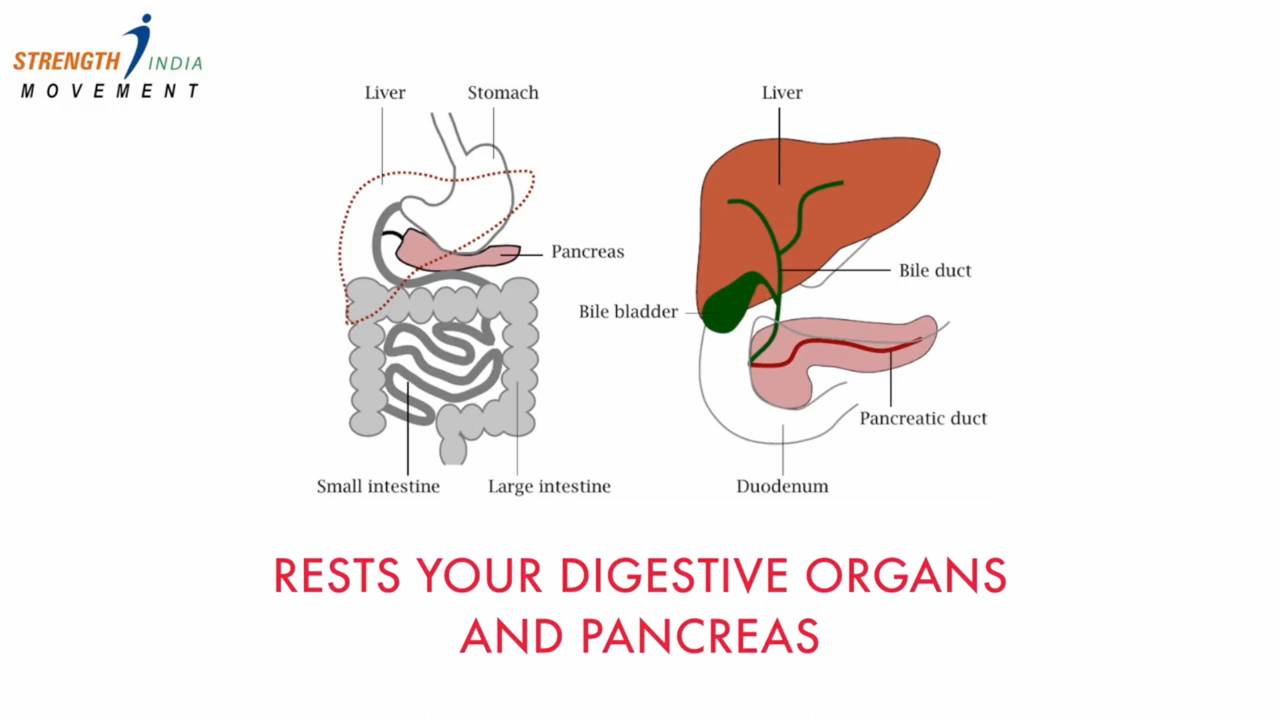 STRENGTH INDIA
MOVEMENT
Liver
Stomach
Liver
Pancreas
Bile duct
Bile bladder
Pancreatic duct
Small intestine
Large intestine
Duodenum
RESTS YOUR DIGESTIVE ORGANS
AND PANCREAS